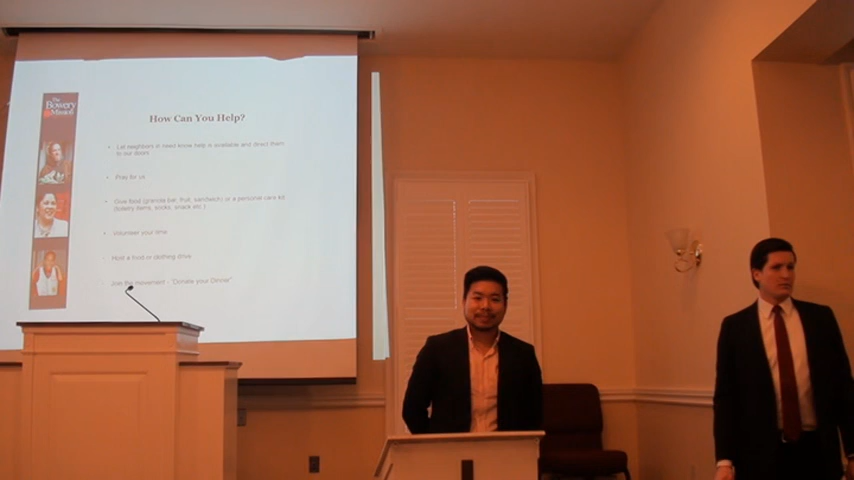 The
Bowery
Mission
How Can You Help?
Let neighbors in need know help is available and direct them
to our doors
Pray for us
Give food (granola bar, fruit, sandwich) or a personal care kit
(toiletry items, socks, snack etc.)
Volunteer your time
Host a food or clothing drive
Join the movement - "Donate your Dinner"